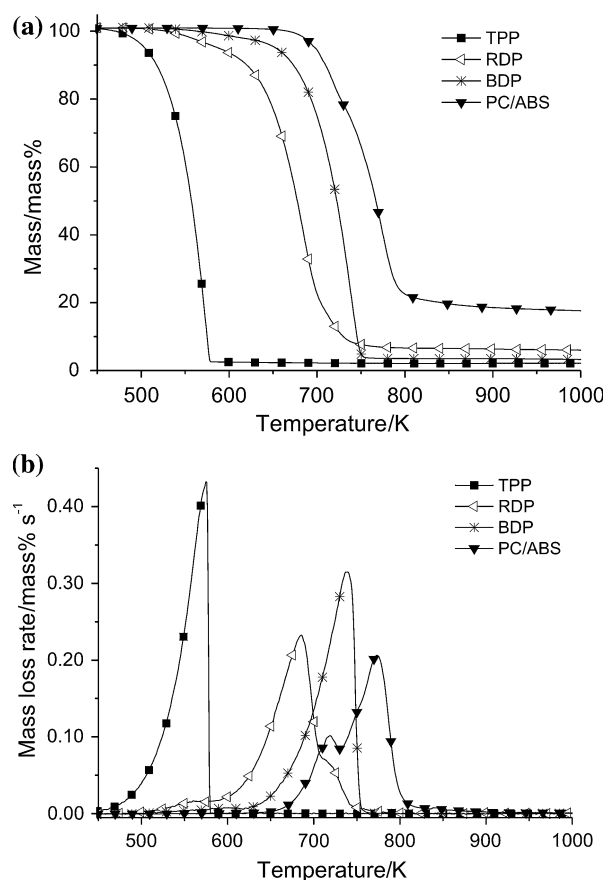 (a)
100
80
60
40
20
0
Mass/mass%
TPP
RDP
BDP
PC/ABS
500 600 700 800 900 1000
Temperature/K
(b)
0.40
0.30
0.20
0.10
0.00
Mass loss rate/mass% s⁻¹
TPP
RDP
BDP
PC/ABS
500 600 700 800 900 1000
Temperature/K